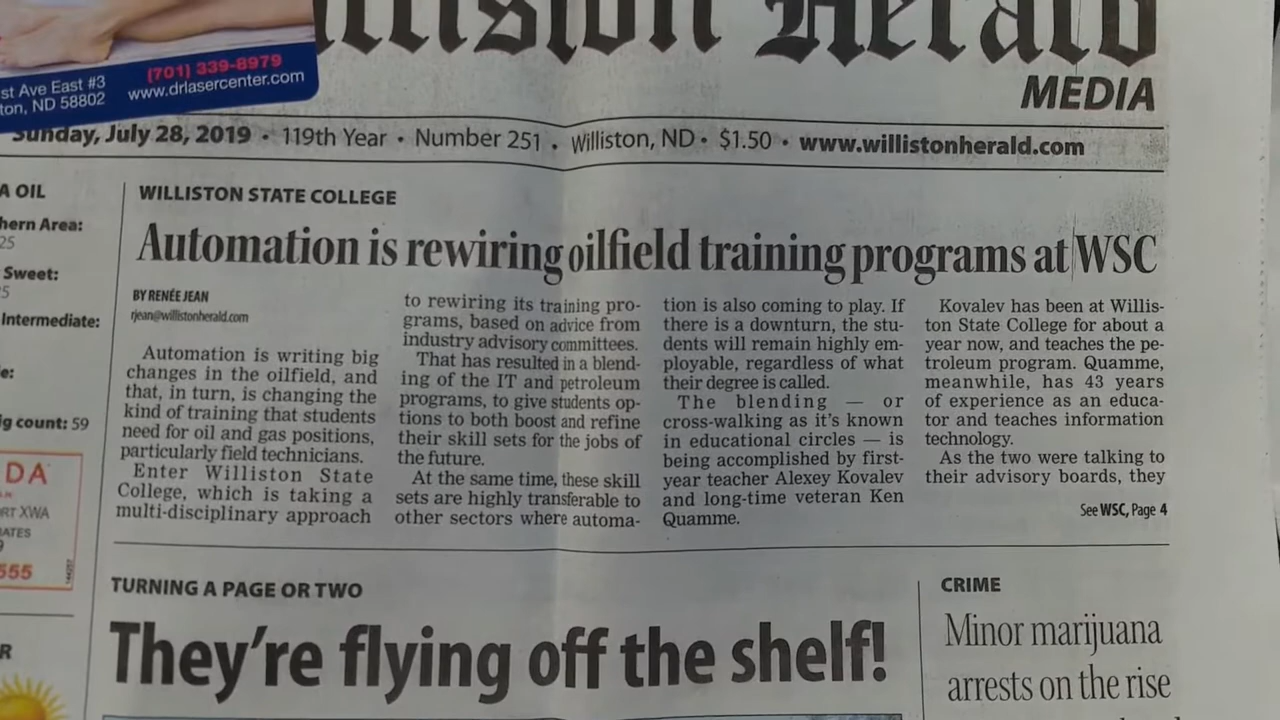 (701) 339-8979
st Ave East #3
www.drlasercenter.com
ton, ND 58802
Williston Herald
MEDIA
Sunday, July 28, 2019 • 119th Year • Number 251 • Williston, ND • $1.50 • www.willistonherald.com
A OIL
hern Area:
25
Sweet:
5
Intermediate:
e:
g count: 59
DA
RT XWA
RATES
9
555
R
WILLISTON STATE COLLEGE
Automation is rewiring oilfield training programs at WSC
BY RENÉE JEAN
rjean@willistonherald.com
Automation is writing big
changes in the oilfield, and
that, in turn, is changing the
kind of training that students
need for oil and gas positions,
particularly field technicians.
Enter Williston State
College, which is taking a
multi-disciplinary approach
to rewiring its training pro-
grams, based on advice from
industry advisory committees.
That has resulted in a blend-
ing of the IT and petroleum
programs, to give students op-
tions to both boost and refine
their skill sets for the jobs of
the future.
At the same time, these skill
sets are highly transferable to
other sectors where automa-
tion is also coming to play. If
there is a downturn, the stu-
dents will remain highly em-
ployable, regardless of what
their degree is called.
The blending — or
cross-walking as it's known
in educational circles — is
being accomplished by first-
year teacher Alexey Kovalev
and long-time veteran Ken
Quamme.
Kovalev has been at Willis-
ton State College for about a
year now, and teaches the pe-
troleum program. Quamme,
meanwhile, has 43 years
of experience as an educa-
tor and teaches information
technology.
As the two were talking to
their advisory boards, they
See WSC, Page 4
TURNING A PAGE OR TWO
They're flying off the shelf!
CRIME
Minor marijuana
arrests on the rise